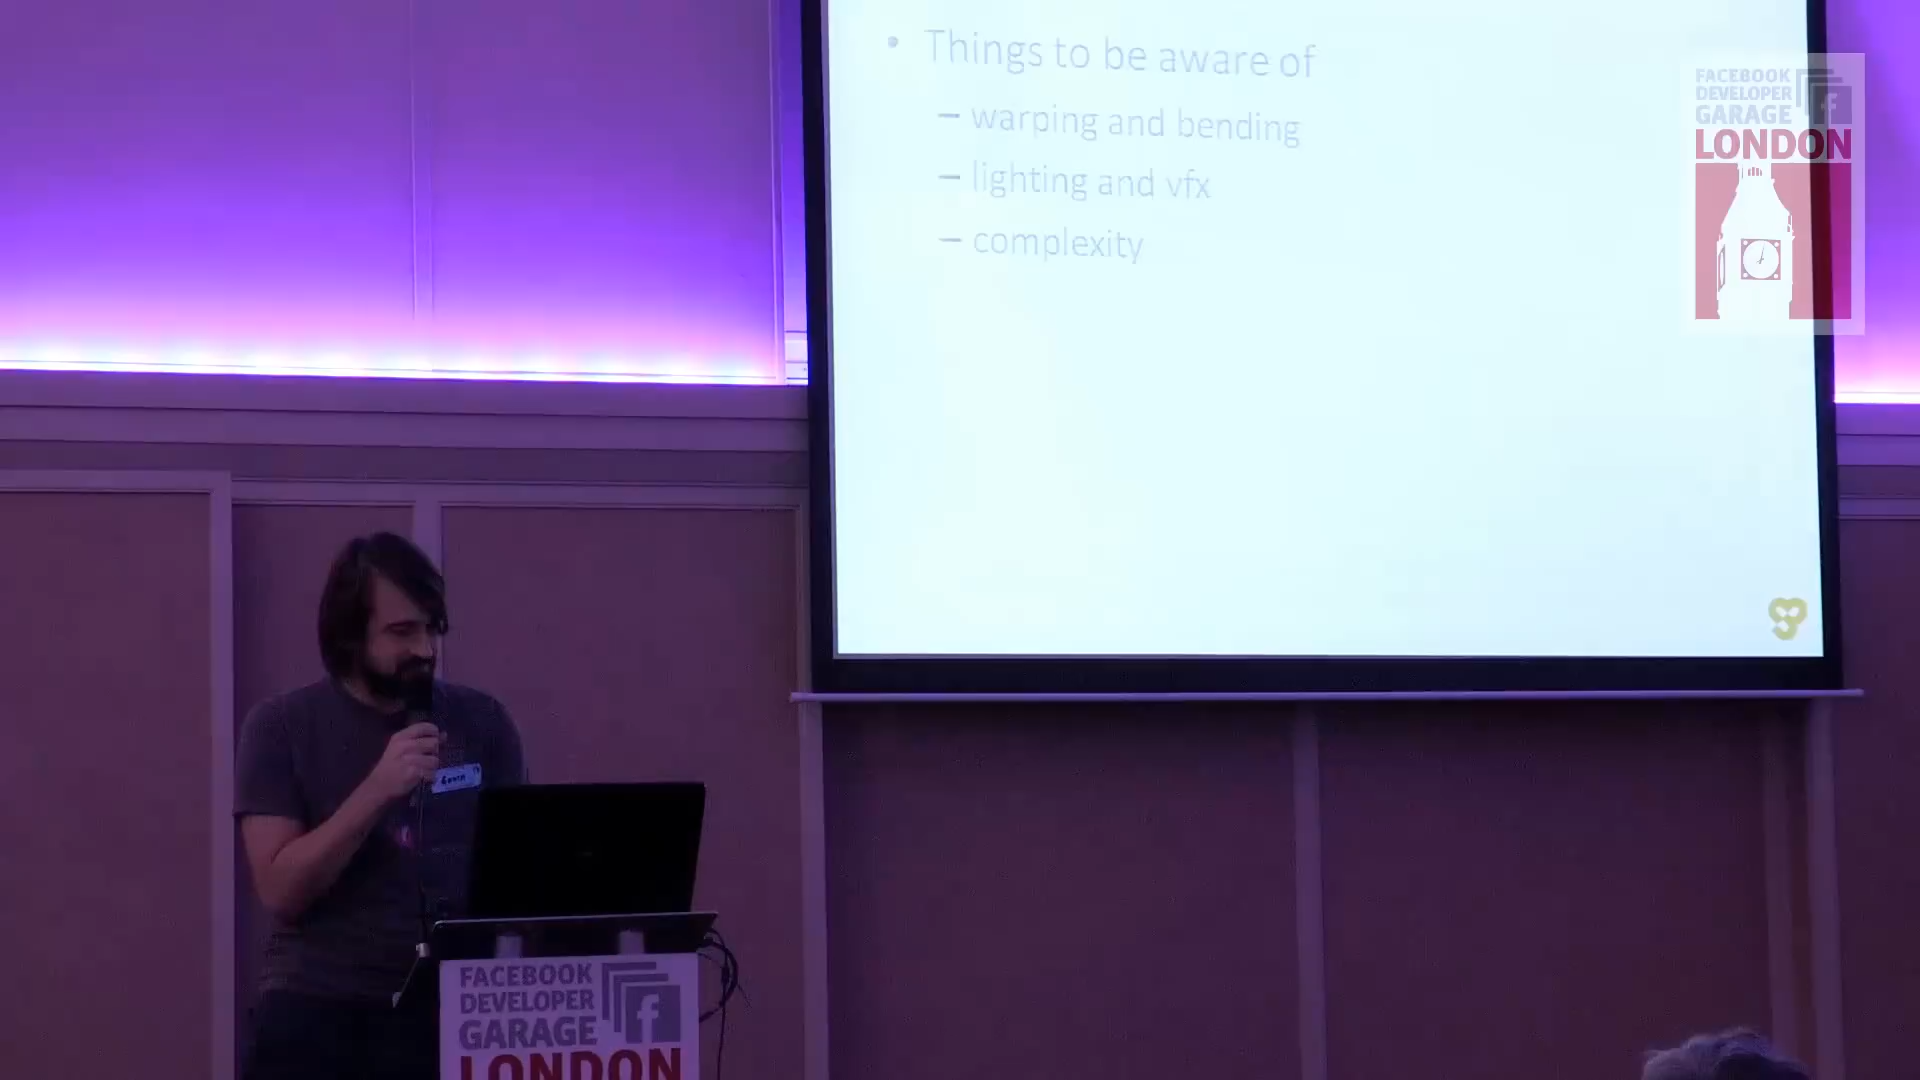 • Things to be aware of
– warping and bending
– lighting and vfx
– complexity
FACEBOOK
DEVELOPER
GARAGE
LONDON
FACEBOOK
DEVELOPER
GARAGE
LONDON